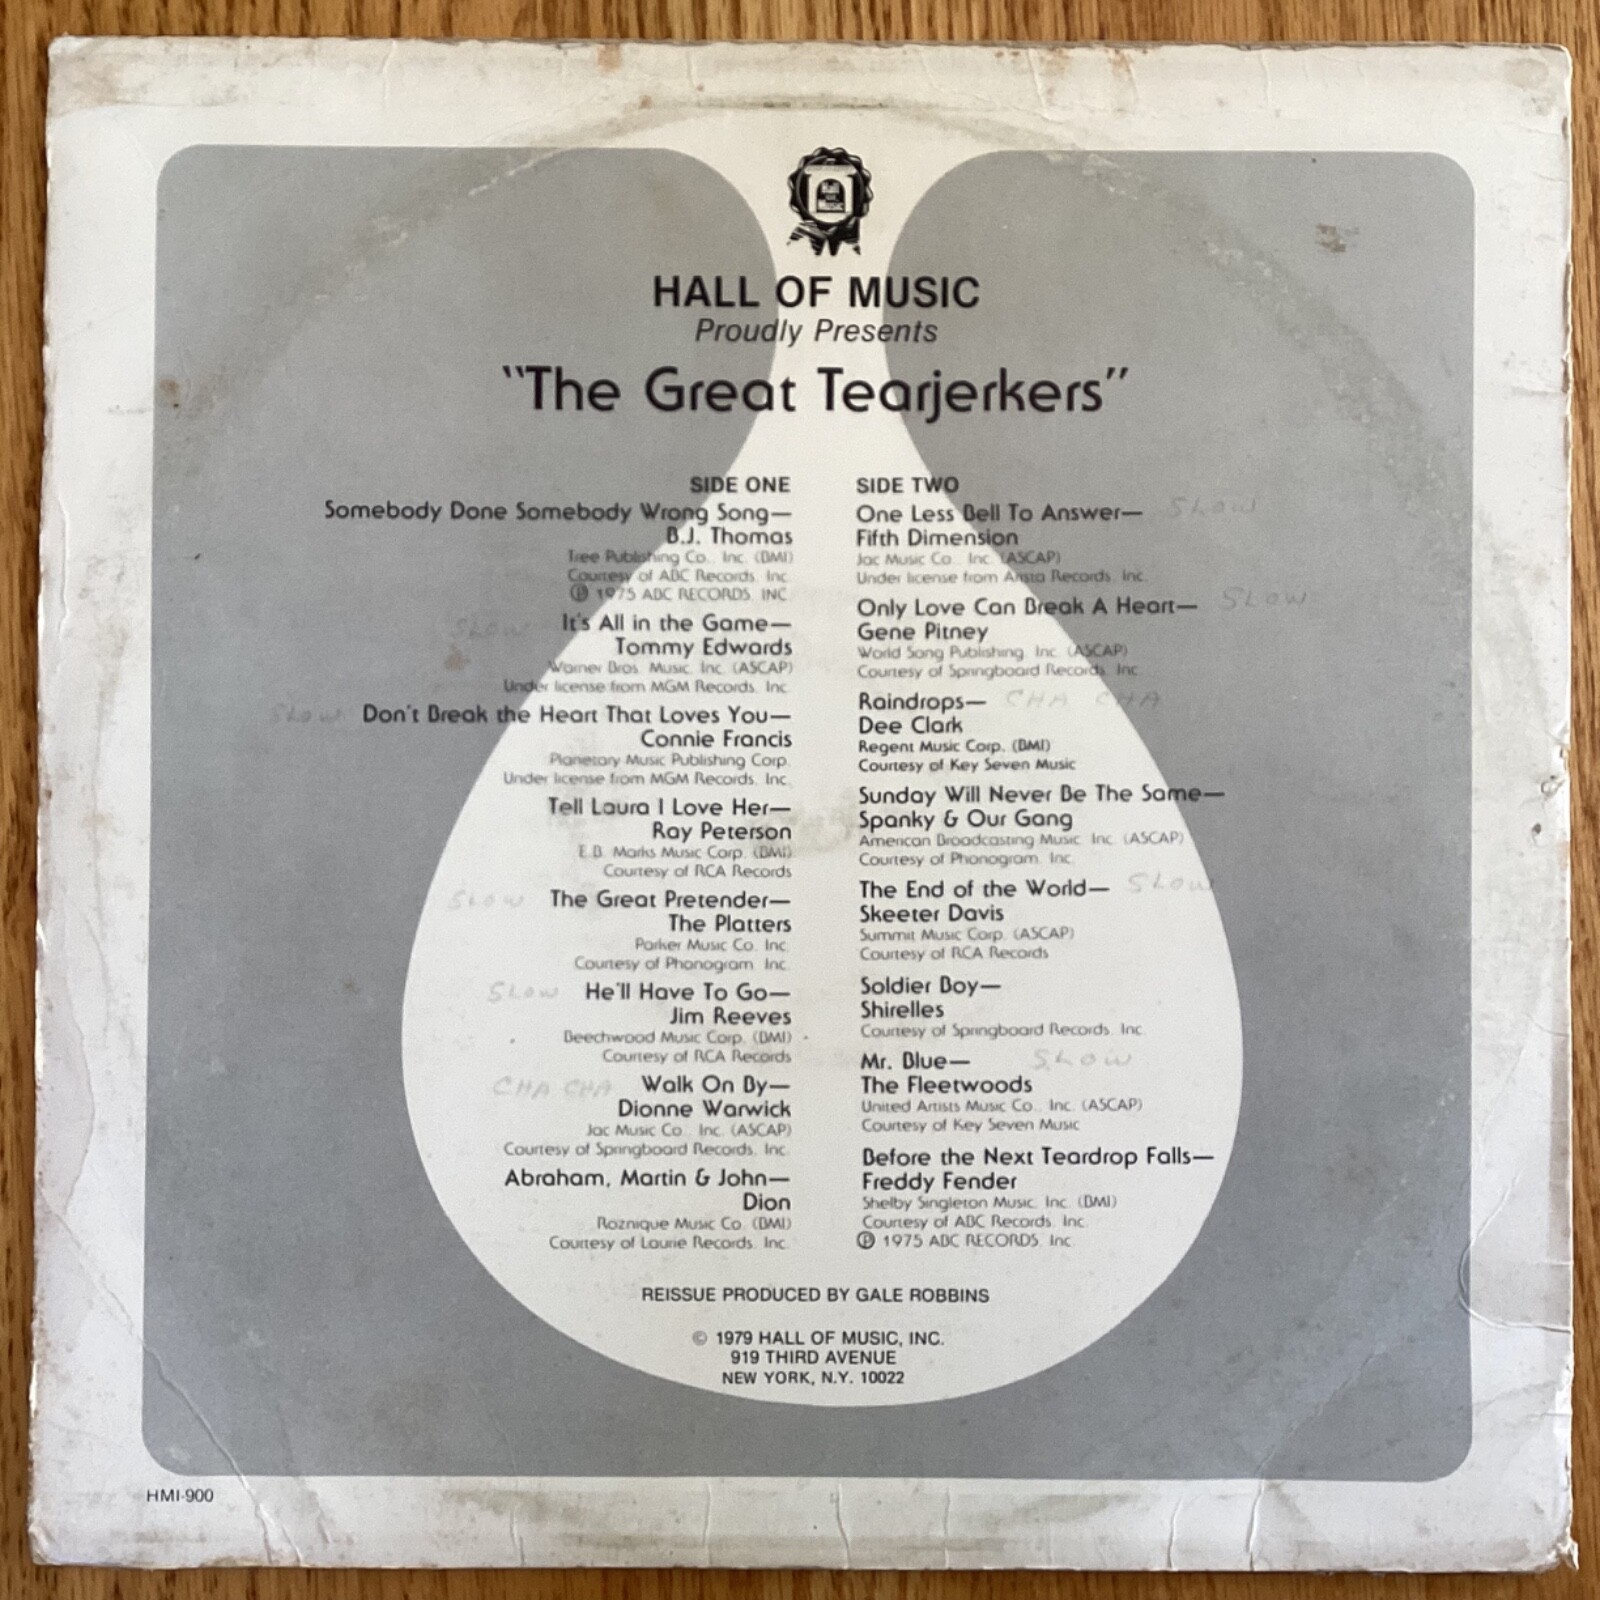 Hall
Music
HALL OF MUSIC
Proudly Presents
"The Great Tearjerkers"
SIDE ONE
Somebody Done Somebody Wrong Song—
B.J. Thomas
Tree Publishing Co., Inc. (BMI)
Courtesy of ABC Records, Inc.
℗ 1975 ABC RECORDS, INC.
SLOW It's All in the Game—
Tommy Edwards
Warner Bros. Music, Inc. (ASCAP)
Under license from MGM Records, Inc.
SLOW Don't Break the Heart That Loves You—
Connie Francis
Planetary Music Publishing Corp.
Under license from MGM Records, Inc.
Tell Laura I Love Her—
Ray Peterson
E.B. Marks Music Corp. (BMI)
Courtesy of RCA Records
SLOW The Great Pretender—
The Platters
Parker Music Co. Inc.
Courtesy of Phonogram, Inc.
SLOW He'll Have To Go—
Jim Reeves
Beechwood Music Corp. (BMI)
Courtesy of RCA Records
CHA CHA Walk On By—
Dionne Warwick
Jac Music Co., Inc. (ASCAP)
Courtesy of Springboard Records, Inc.
Abraham, Martin & John—
Dion
Roznique Music Co. (BMI)
Courtesy of Laurie Records, Inc.
SIDE TWO
One Less Bell To Answer— SLOW
Fifth Dimension
Jac Music Co., Inc. (ASCAP)
Under license from Arista Records, Inc.
Only Love Can Break A Heart— SLOW
Gene Pitney
World Song Publishing, Inc. (ASCAP)
Courtesy of Springboard Records, Inc.
Raindrops— CHA CHA
Dee Clark
Regent Music Corp. (BMI)
Courtesy of Key Seven Music
Sunday Will Never Be The Same—
Spanky & Our Gang
American Broadcasting Music, Inc. (ASCAP)
Courtesy of Phonogram, Inc.
The End of the World— SLOW
Skeeter Davis
Summit Music Corp. (ASCAP)
Courtesy of RCA Records
Soldier Boy—
Shirelles
Courtesy of Springboard Records, Inc.
Mr. Blue— SLOW
The Fleetwoods
United Artists Music Co., Inc. (ASCAP)
Courtesy of Key Seven Music
Before the Next Teardrop Falls—
Freddy Fender
Shelby Singleton Music, Inc. (BMI)
Courtesy of ABC Records, Inc.
℗ 1975 ABC RECORDS, Inc.
REISSUE PRODUCED BY GALE ROBBINS
© 1979 HALL OF MUSIC, INC.
919 THIRD AVENUE
NEW YORK, N.Y. 10022
HMI-900